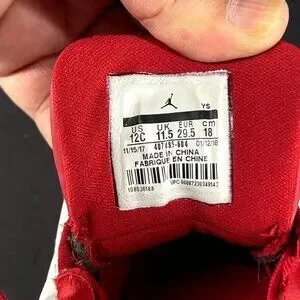 YS
US UK EUR cm
12C 11.5 29.5 18
11/15/17 407485-604 01/12/18
MADE IN CHINA
FABRIQUÉ EN CHINE